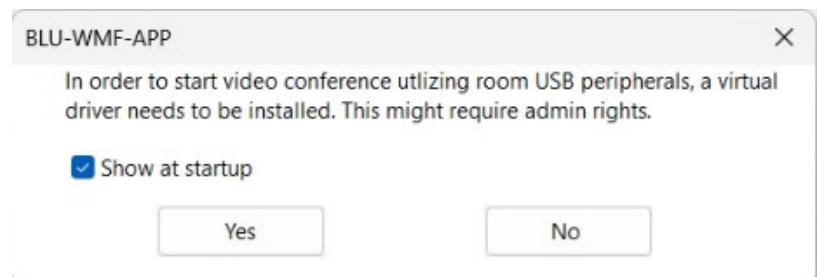 BLU-WMF-APP
In order to start video conference utlizing room USB peripherals, a virtual
driver needs to be installed. This might require admin rights.
Show at startup
Yes
No